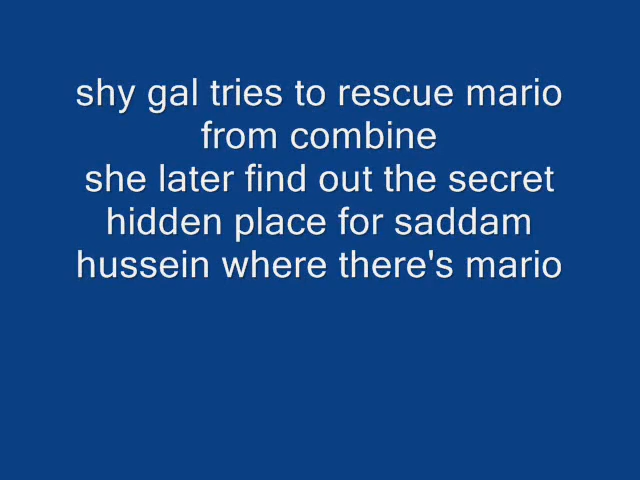 shy gal tries to rescue mario
from combine
she later find out the secret
hidden place for saddam
hussein where there's mario